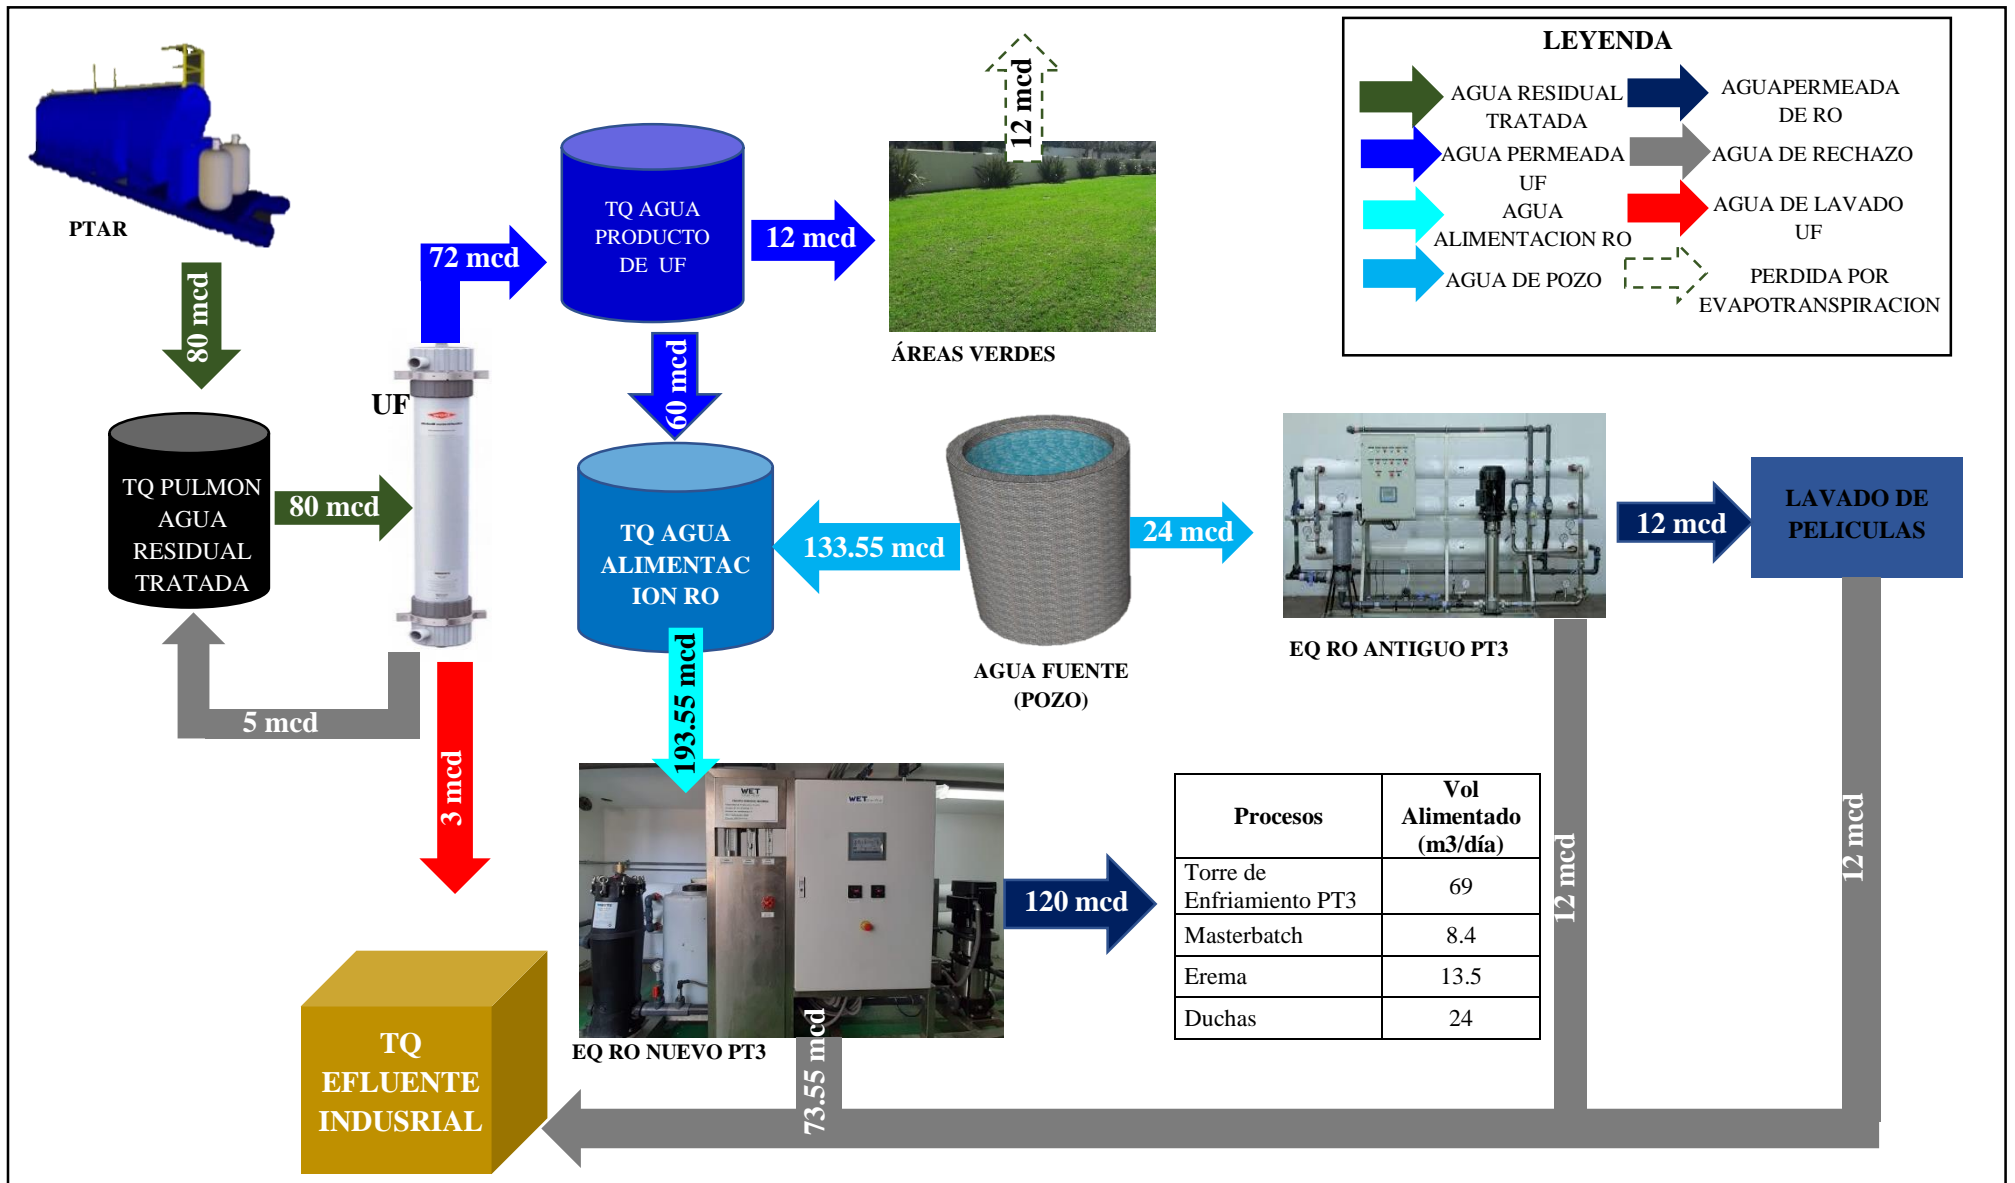 LEYENDA
AGUA RESIDUAL
TRATADA
AGUAPERMEADA
DE RO
AGUA PERMEADA
UF
AGUA DE RECHAZO
AGUA
ALIMENTACION RO
AGUA DE LAVADO
UF
AGUA DE POZO
PERDIDA POR
EVAPOTRANSPIRACION
PTAR
80 mcd
TQ PULMON
AGUA
RESIDUAL
TRATADA
80 mcd
UF
72 mcd
5 mcd
3 mcd
TQ AGUA
PRODUCTO
DE UF
12 mcd
12 mcd
ÁREAS VERDES
60 mcd
TQ AGUA
ALIMENTAC
ION RO
133.55 mcd
AGUA FUENTE
(POZO)
24 mcd
EQ RO ANTIGUO PT3
12 mcd
LAVADO DE
PELICULAS
193.55 mcd
WET
WET
EQ RO NUEVO PT3
120 mcd
Procesos
Vol
Alimentado
(m3/día)
Torre de
Enfriamiento PT3
69
Masterbatch
8.4
Erema
13.5
Duchas
24
12 mcd
12 mcd
73.55 mcd
TQ
EFLUENTE
INDUSRIAL